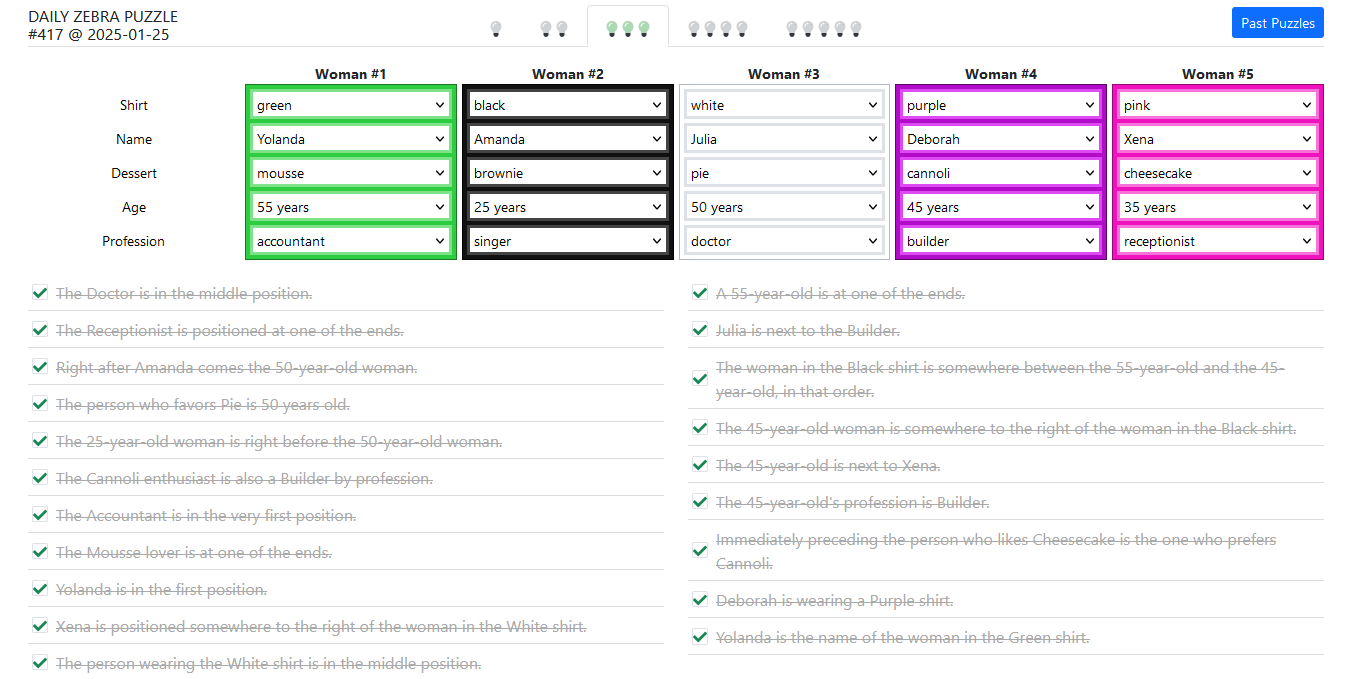 DAILY ZEBRA PUZZLE
#417 @ 2025-01-25
Past Puzzles
Woman #1 Woman #2 Woman #3 Woman #4 Woman #5
Shirt green black white purple pink
Name Yolanda Amanda Julia Deborah Xena
Dessert mousse brownie pie cannoli cheesecake
Age 55 years 25 years 50 years 45 years 35 years
Profession accountant singer doctor builder receptionist
The Doctor is in the middle position.
The Receptionist is positioned at one of the ends.
Right after Amanda comes the 50-year-old woman.
The person who favors Pie is 50 years old.
The 25-year-old woman is right before the 50-year-old woman.
The Cannoli enthusiast is also a Builder by profession.
The Accountant is in the very first position.
The Mousse lover is at one of the ends.
Yolanda is in the first position.
Xena is positioned somewhere to the right of the woman in the White shirt.
The person wearing the White shirt is in the middle position.
A 55-year-old is at one of the ends.
Julia is next to the Builder.
The woman in the Black shirt is somewhere between the 55-year-old and the 45-
year-old, in that order.
The 45-year-old woman is somewhere to the right of the woman in the Black shirt.
The 45-year-old is next to Xena.
The 45-year-old's profession is Builder.
Immediately preceding the person who likes Cheesecake is the one who prefers
Cannoli.
Deborah is wearing a Purple shirt.
Yolanda is the name of the woman in the Green shirt.